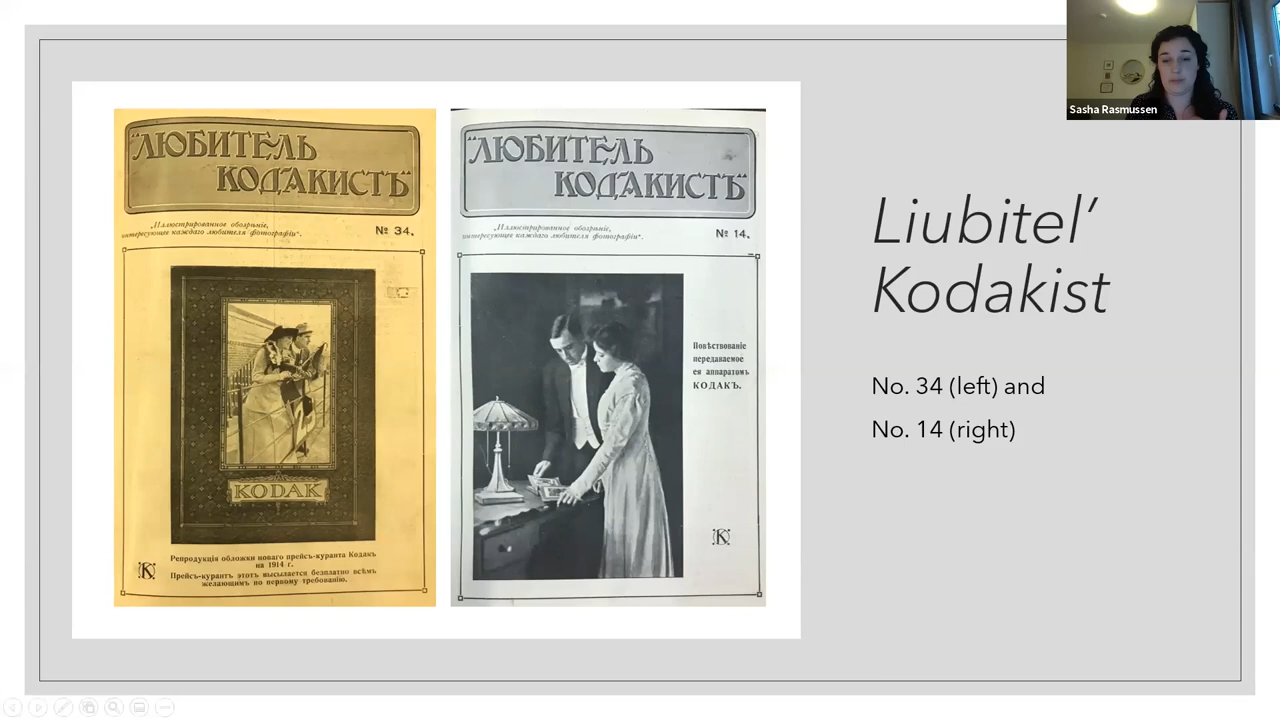 "ЛЮБИТЕЛЬ
КОДАКИСТЪ"
„Иллюстрированное обозрѣніе,
интересующее каждаго любителя фотографіи“.
№ 34.
KODAK
K
Репродукція обложки новаго прейсъ-куранта Кодакъ
на 1914 г.
Прейсъ-курантъ этотъ высылается безплатно всѣмъ
желающимъ по первому требованію.
"ЛЮБИТЕЛЬ
КОДАКИСТЪ"
„Иллюстрированное обозрѣніе,
интересующее каждаго любителя фотографіи“.
№ 14.
Повѣствованіе
передаваемое
ея аппаратомъ
КОДАКЪ.
K
Liubitel’
Kodakist
No. 34 (left) and
No. 14 (right)
Sasha Rasmussen